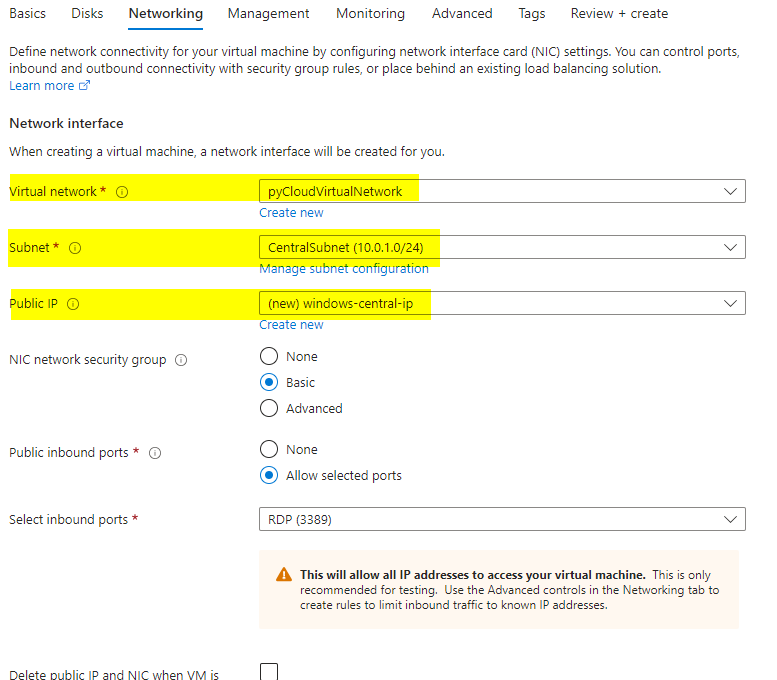 Basics Disks Networking Management Monitoring Advanced Tags Review + create
Define network connectivity for your virtual machine by configuring network interface card (NIC) settings. You can control ports,
inbound and outbound connectivity with security group rules, or place behind an existing load balancing solution.
Learn more
Network interface
When creating a virtual machine, a network interface will be created for you.
Virtual network * pyCloudVirtualNetwork
Create new
Subnet * CentralSubnet (10.0.1.0/24)
Manage subnet configuration
Public IP (new) windows-central-ip
Create new
NIC network security group None
Basic
Advanced
Public inbound ports * None
Allow selected ports
Select inbound ports * RDP (3389)
This will allow all IP addresses to access your virtual machine. This is only
recommended for testing. Use the Advanced controls in the Networking tab to
create rules to limit inbound traffic to known IP addresses.
Delete public IP and NIC when VM is